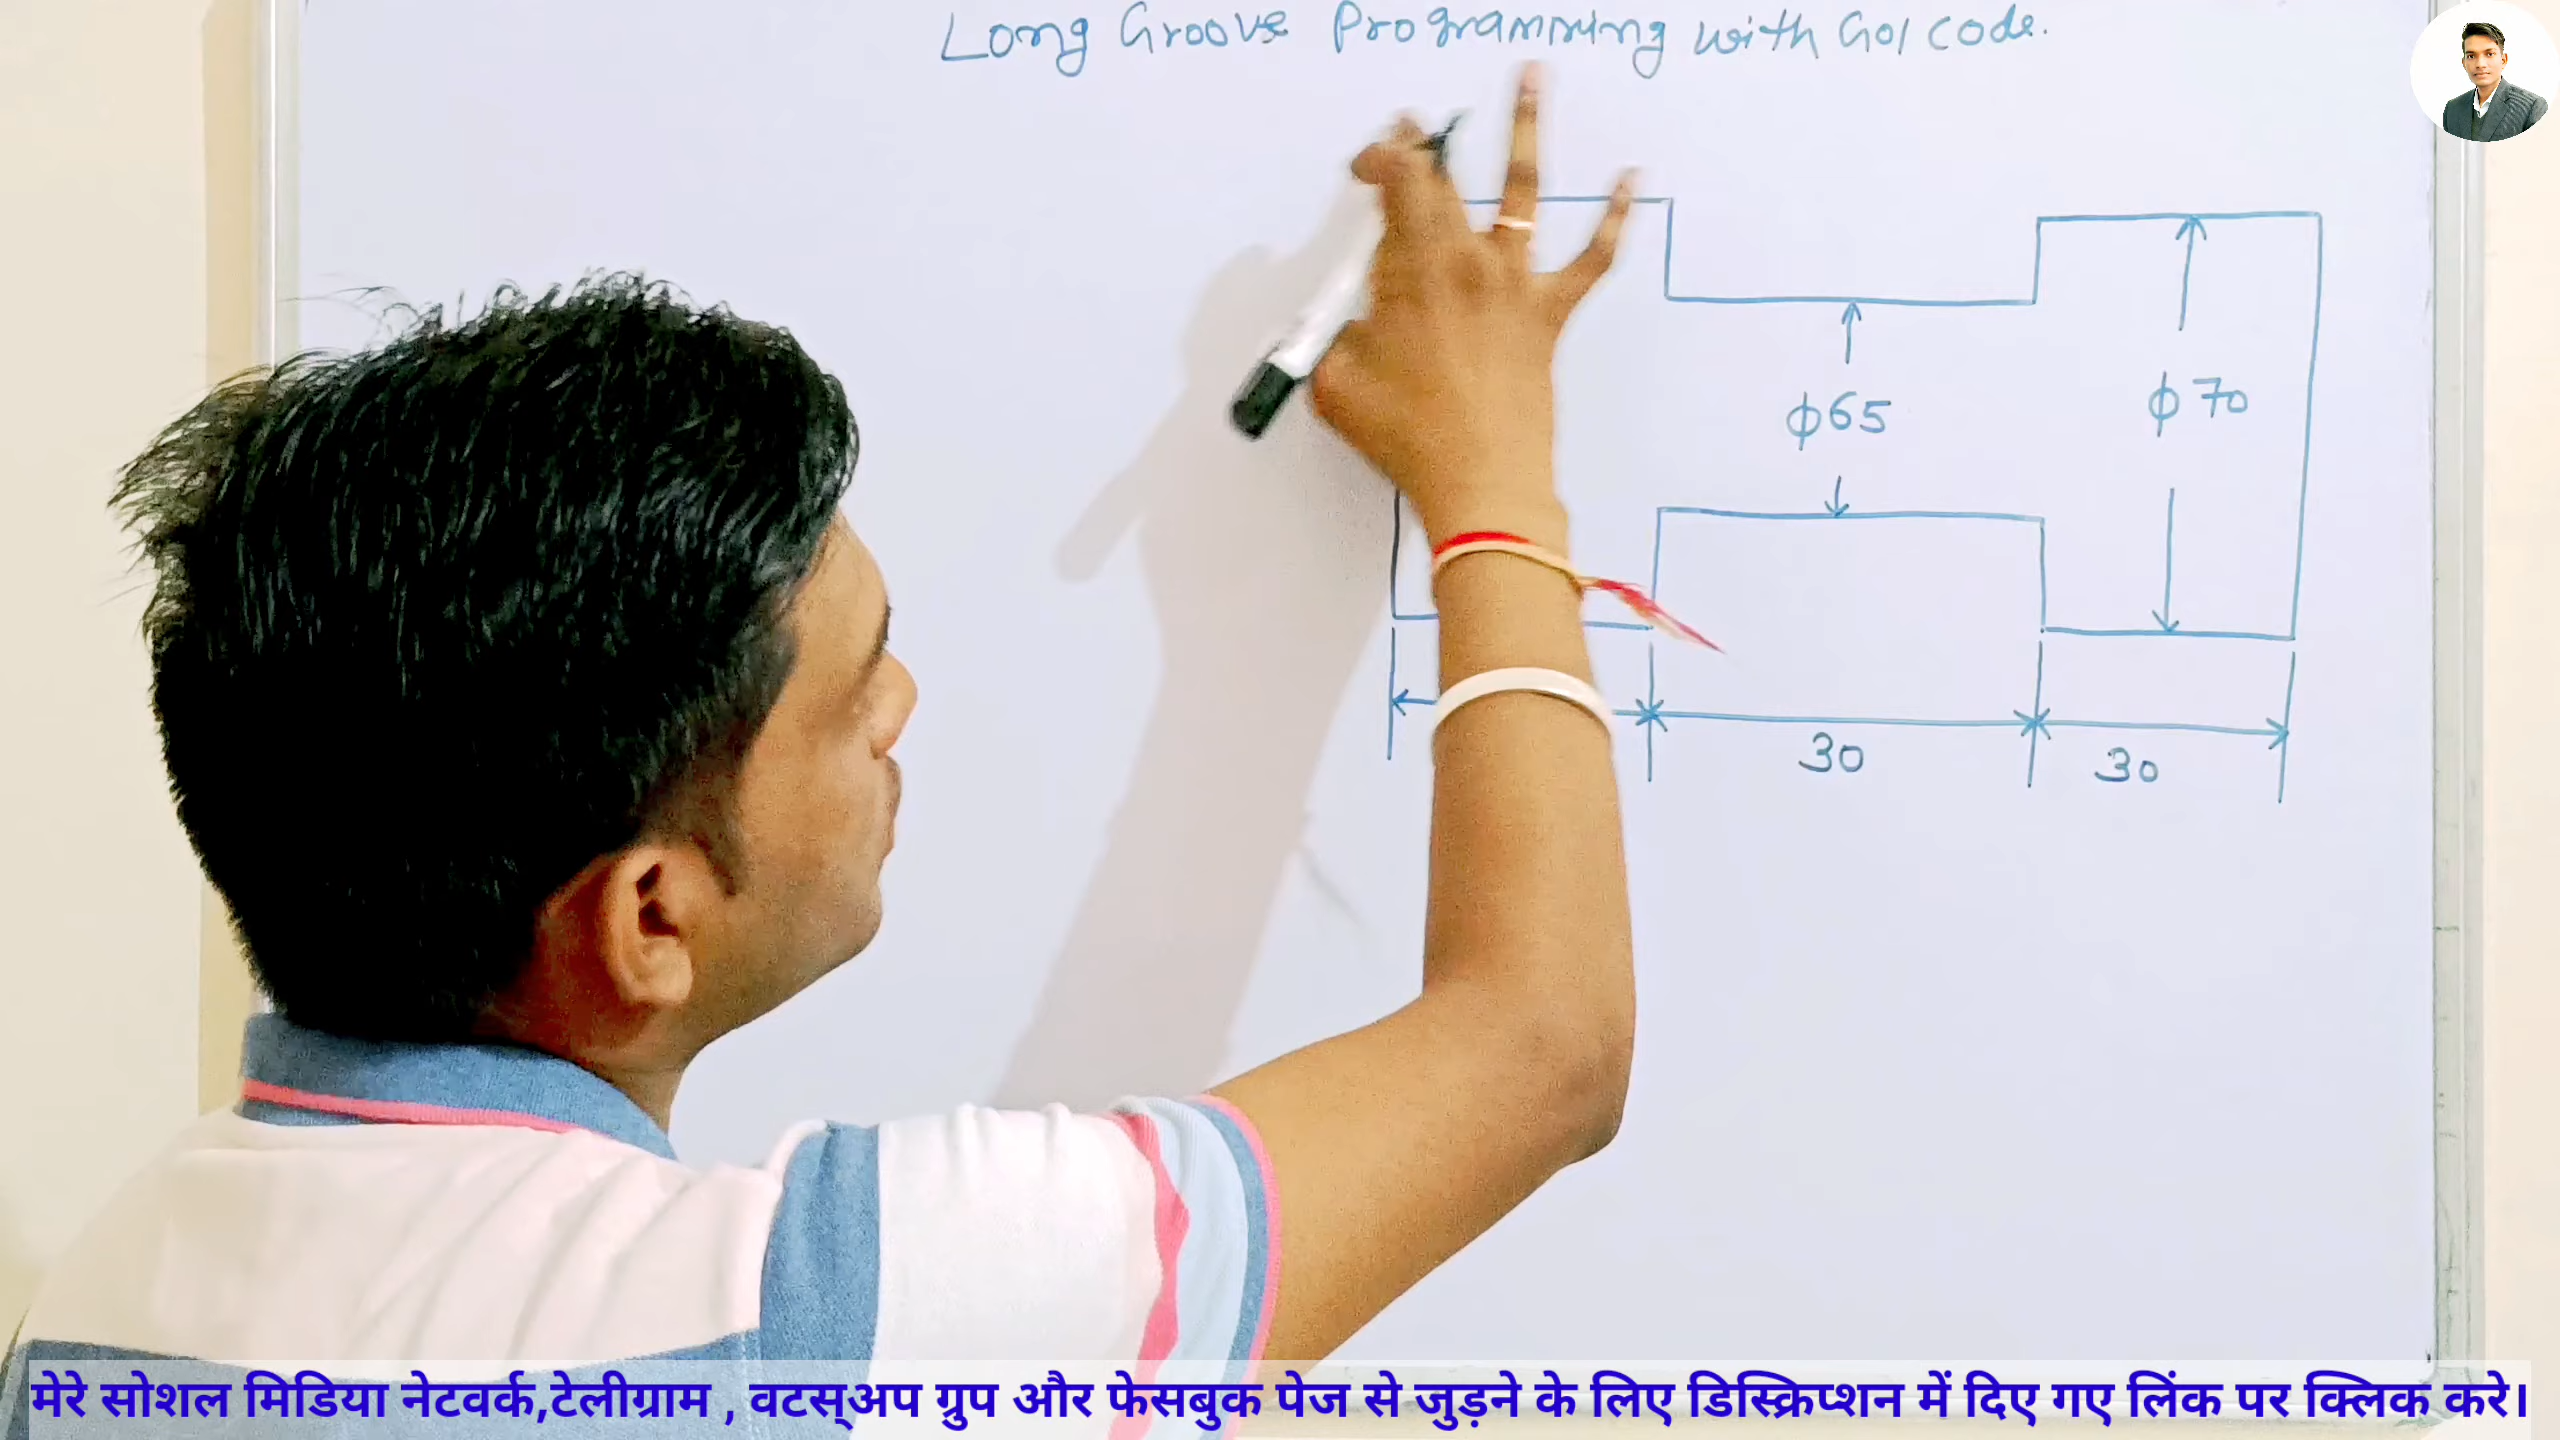 Long Groove Programming with G01 code.
φ65
φ70
30
30
मेरे सोशल मिडिया नेटवर्क,टेलीग्राम , वटस्अप ग्रुप और फेसबुक पेज से जुड़ने के लिए डिस्क्रिप्शन में दिए गए लिंक पर क्लिक करे।